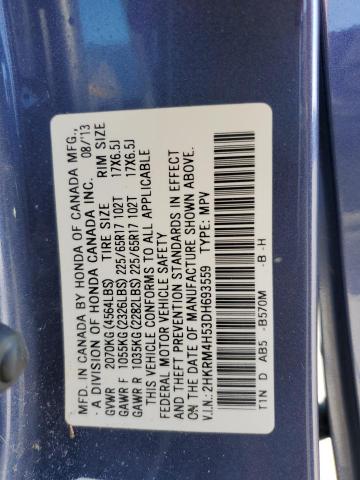 MFD. IN CANADA BY HONDA OF CANADA MFG.,
-A DIVISION OF HONDA CANADA INC. 08/'13
GVWR 2070KG(4564LBS) TIRE SIZE RIM SIZE
GAWR F 1055KG(2326LBS) 225/65R17 102T 17X6.5J
GAWR R 1035KG(2282LBS) 225/65R17 102T 17X6.5J
THIS VEHICLE CONFORMS TO ALL APPLICABLE
FEDERAL MOTOR VEHICLE SAFETY
AND THEFT PREVENTION STANDARDS IN EFFECT
ON THE DATE OF MANUFACTURE SHOWN ABOVE.
V.I.N.: 2HKRM4H53DH693559 TYPE: MPV
T1N D AB5 -B570M -B -H